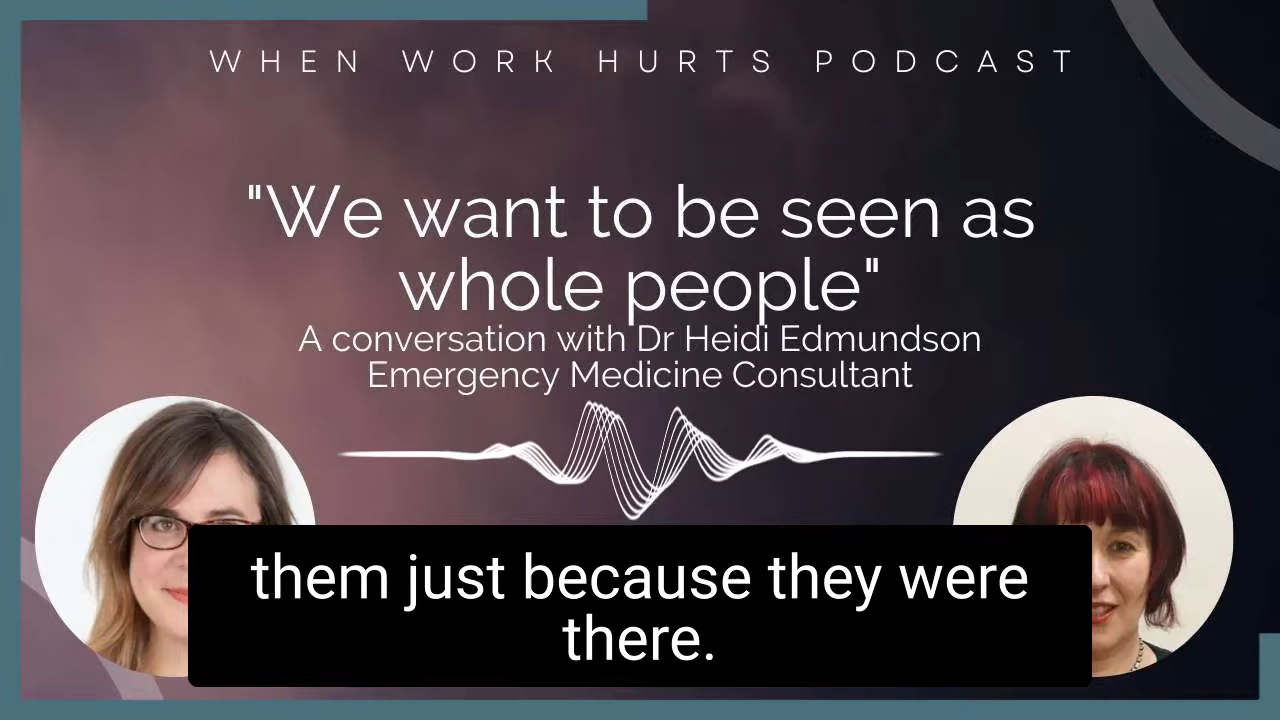 WHEN WORK HURTS PODCAST
"We want to be seen as
whole people"
A conversation with Dr Heidi Edmundson
Emergency Medicine Consultant
them just because they were
there.